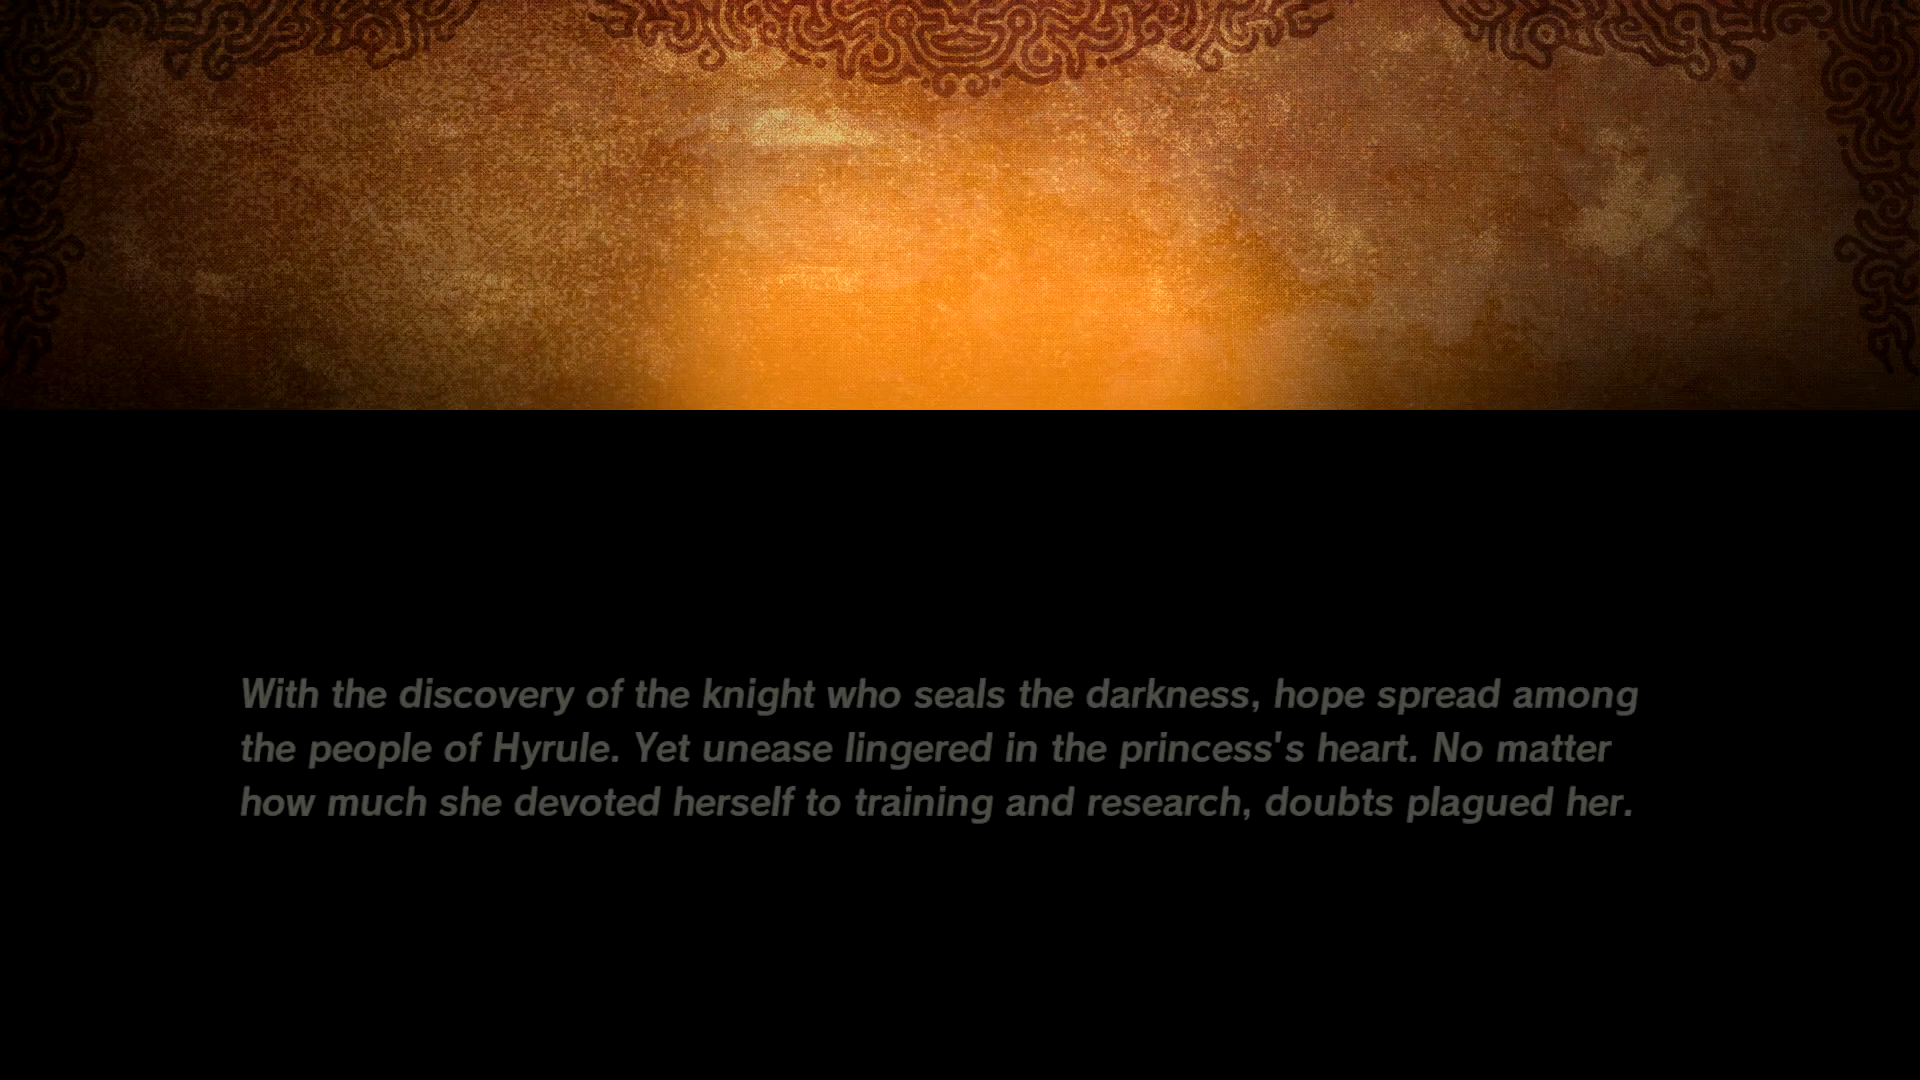 With the discovery of the knight who seals the darkness, hope spread among
the people of Hyrule. Yet unease lingered in the princess's heart. No matter
how much she devoted herself to training and research, doubts plagued her.